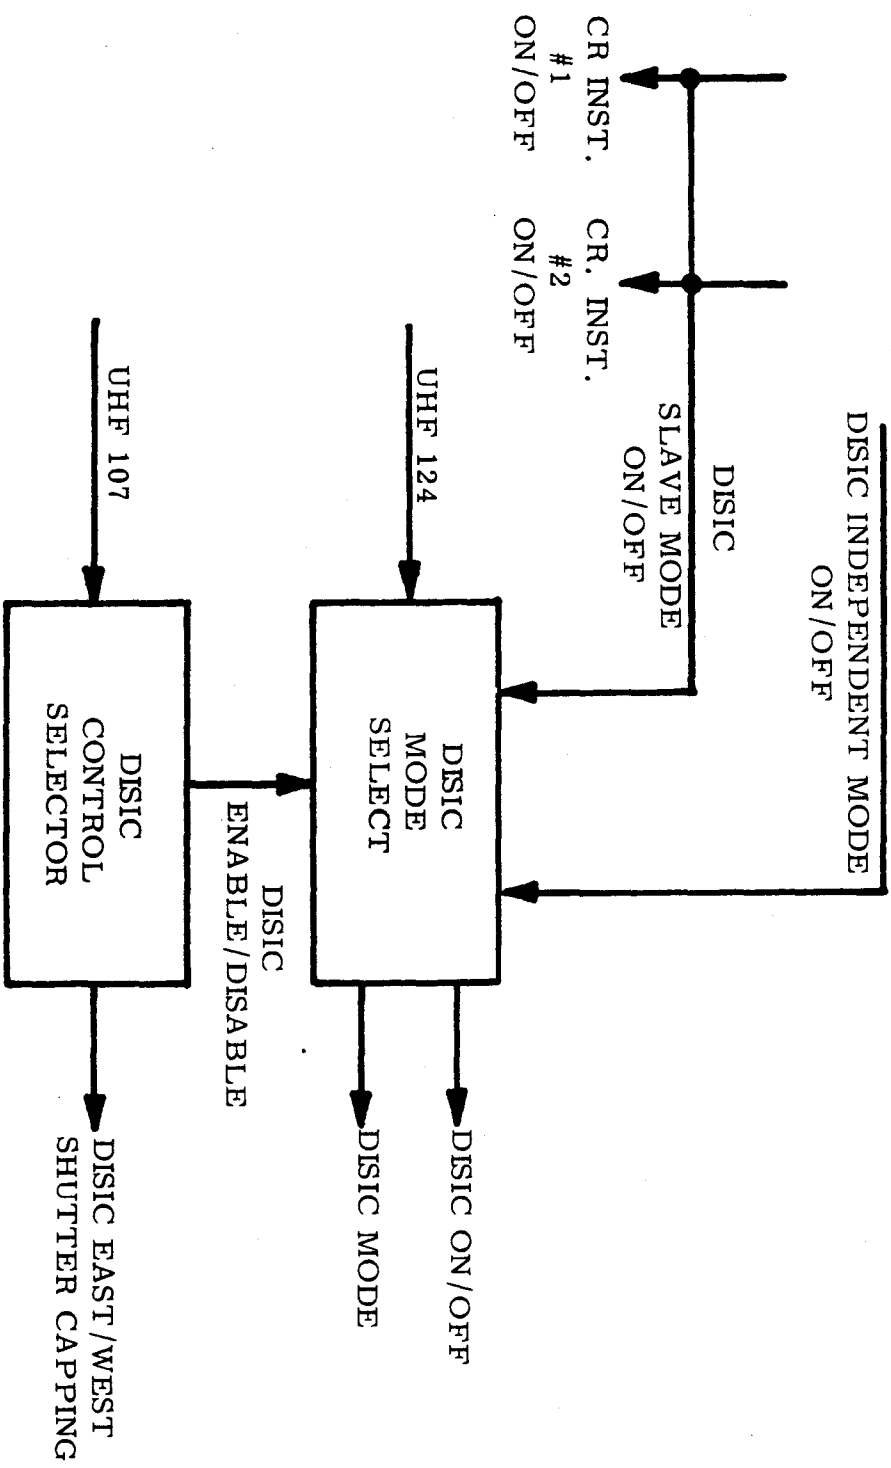 DISIC INDEPENDENT MODE
ON/OFF
DISIC
SLAVE MODE
ON/OFF
CR INST.
#1
ON/OFF
CR. INST.
#2
ON/OFF
UHF 124
DISIC
MODE
SELECT
DISIC ON/OFF
DISIC MODE
DISIC
ENABLE/DISABLE
UHF 107
DISIC
CONTROL
SELECTOR
DISIC EAST/WEST
SHUTTER CAPPING